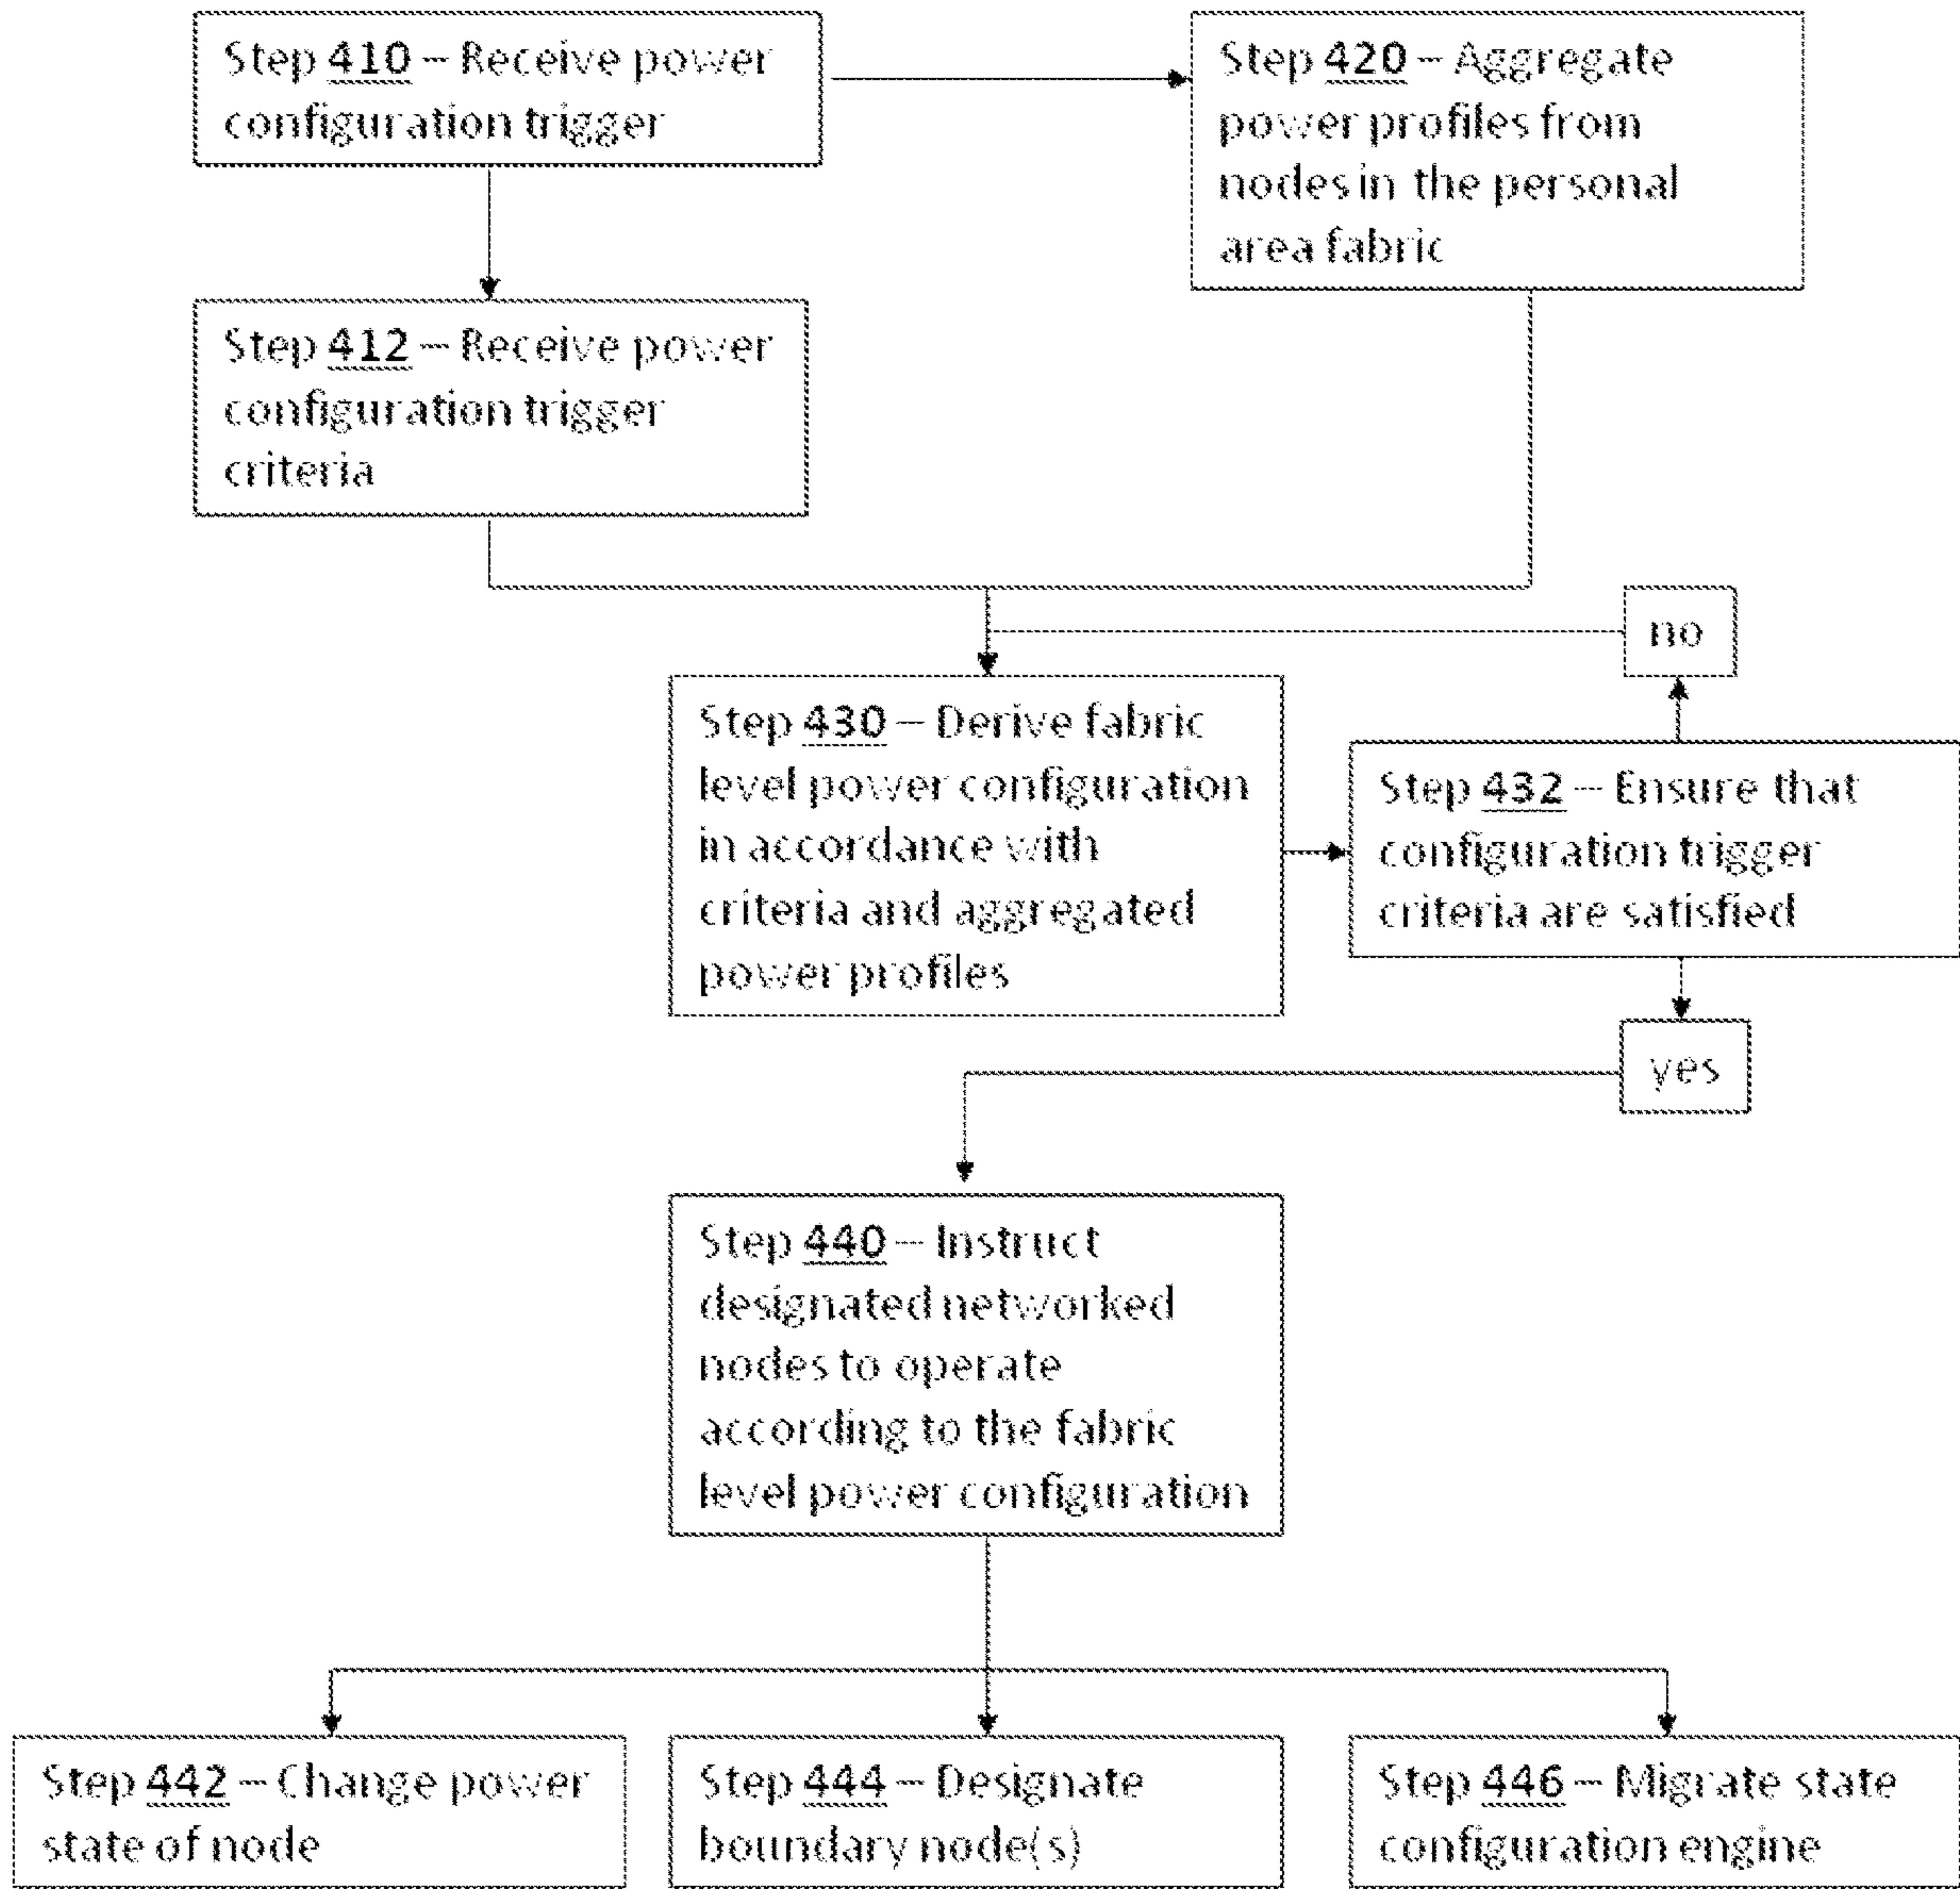 Step 410 – Receive power
configuration trigger
Step 420 – Aggregate
power profiles from
nodes in the personal
area fabric
Step 412 – Receive power
configuration trigger
criteria
no
Step 430 – Derive fabric
level power configuration
in accordance with
criteria and aggregated
power profiles
Step 432 – Ensure that
configuration trigger
criteria are satisfied
yes
Step 440 – Instruct
designated networked
nodes to operate
according to the fabric
level power configuration
Step 442 – Change power
state of node
Step 444 – Designate
boundary node(s)
Step 446 – Migrate state
configuration engine